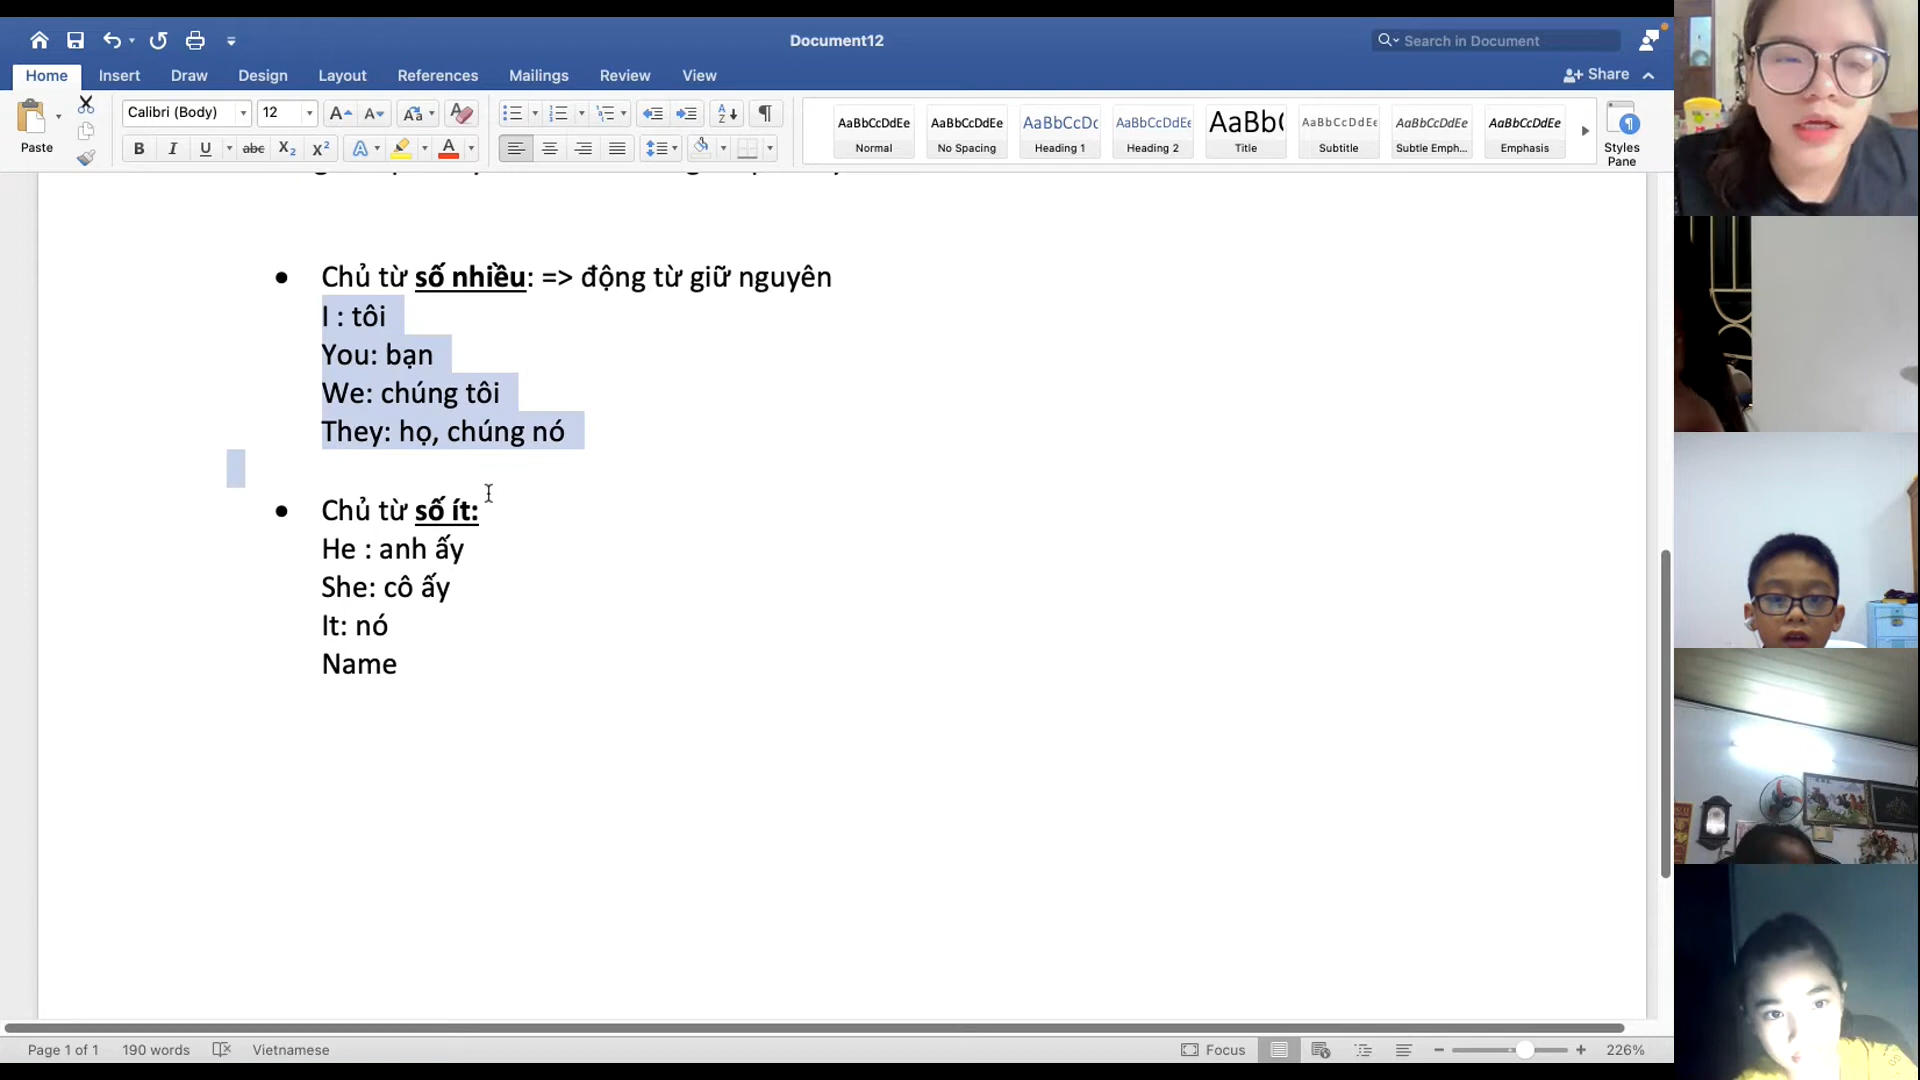 Document12
Search in Document
Home Insert Draw Design Layout References Mailings Review View
Share
Paste
Calibri (Body) 12
AaBbCcDdEe AaBbCcDdEe AaBbCcDc AaBbCcDdEe AaBb( AaBbCcDdEe AaBbCcDdEe AaBbCcDdEe
Normal No Spacing Heading 1 Heading 2 Title Subtitle Subtle Emph... Emphasis
Styles
Pane
• Chủ từ số nhiều: => động từ giữ nguyên
I : tôi
You: bạn
We: chúng tôi
They: họ, chúng nó
• Chủ từ số ít:
He : anh ấy
She: cô ấy
It: nó
Name
Page 1 of 1 190 words Vietnamese Focus 226%